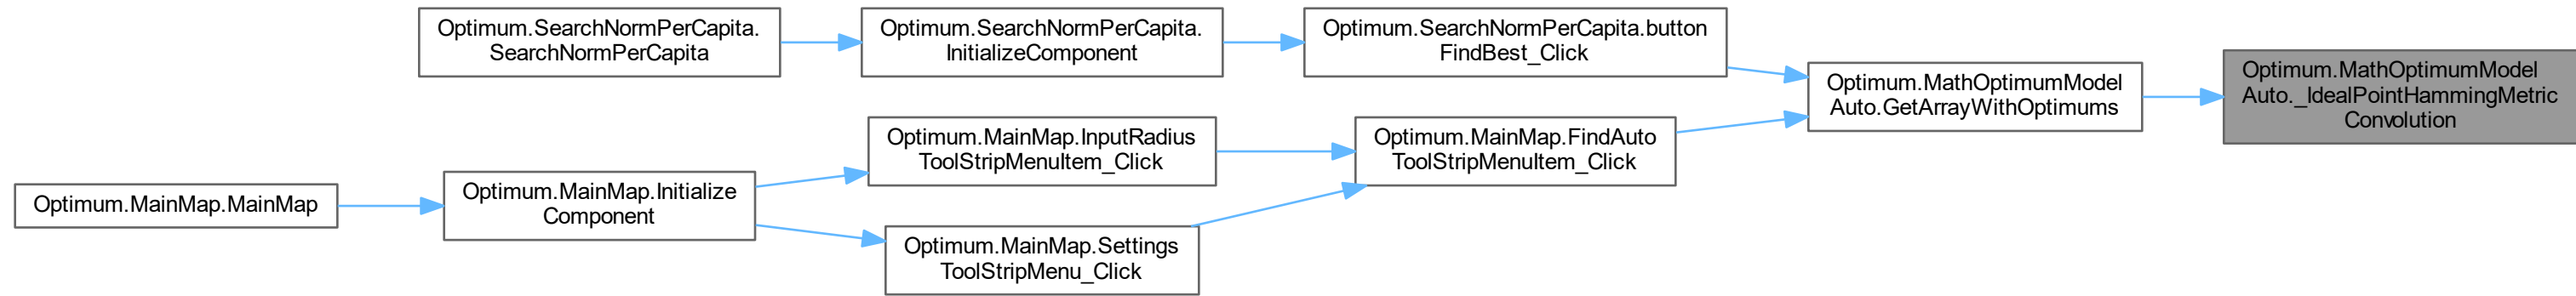 Optimum.SearchNormPerCapita.
SearchNormPerCapita
Optimum.SearchNormPerCapita.
InitializeComponent
Optimum.SearchNormPerCapita.button
FindBest_Click
Optimum.MathOptimumModel
Auto.GetArrayWithOptimums
Optimum.MathOptimumModel
Auto._IdealPointHammingMetric
Convolution
Optimum.MainMap.InputRadius
ToolStripMenuItem_Click
Optimum.MainMap.FindAuto
ToolStripMenuItem_Click
Optimum.MainMap.MainMap
Optimum.MainMap.Initialize
Component
Optimum.MainMap.Settings
ToolStripMenu_Click